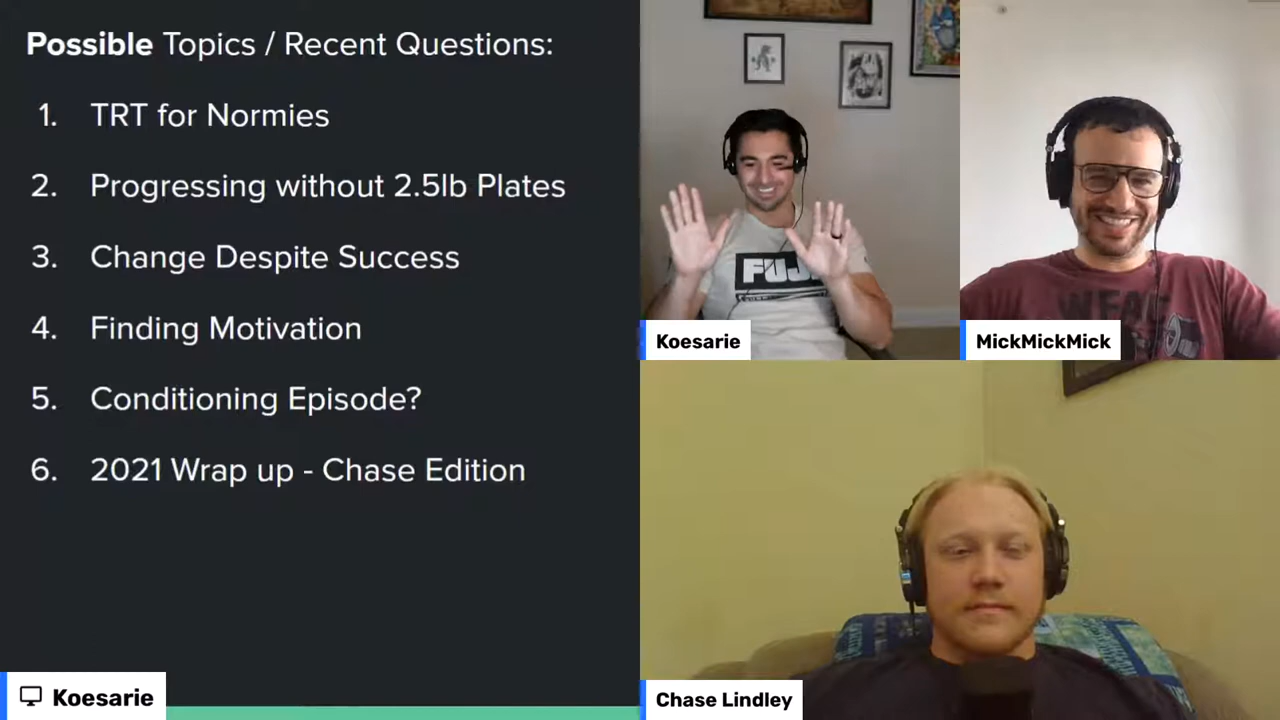 Possible Topics / Recent Questions:
1. TRT for Normies
2. Progressing without 2.5lb Plates
3. Change Despite Success
4. Finding Motivation
5. Conditioning Episode?
6. 2021 Wrap up - Chase Edition
Koesarie
Koesarie
MickMickMick
Chase Lindley